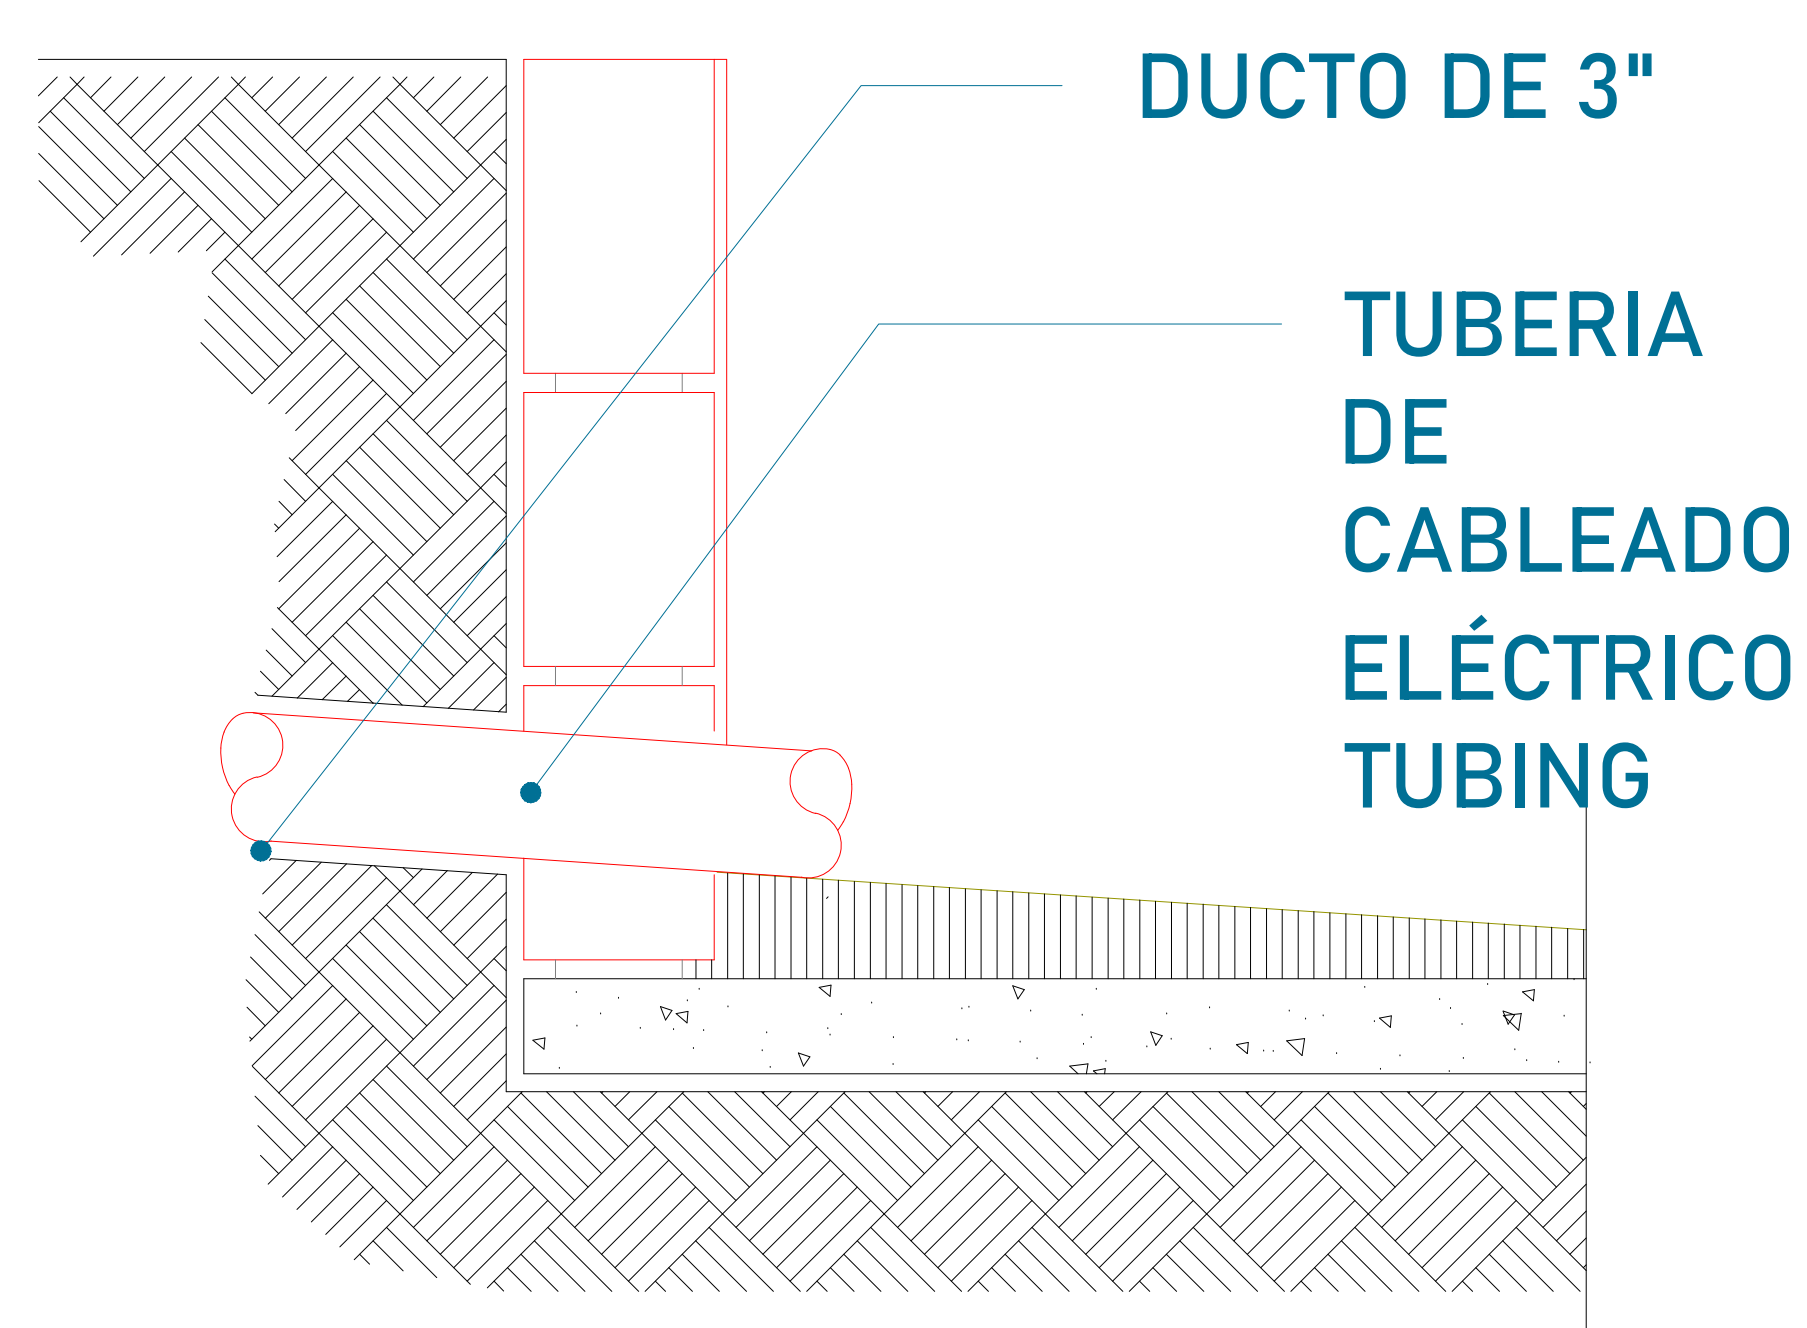 DUCTO DE 3"
TUBERIA
DE
CABLEADO
ELÉCTRICO
TUBING